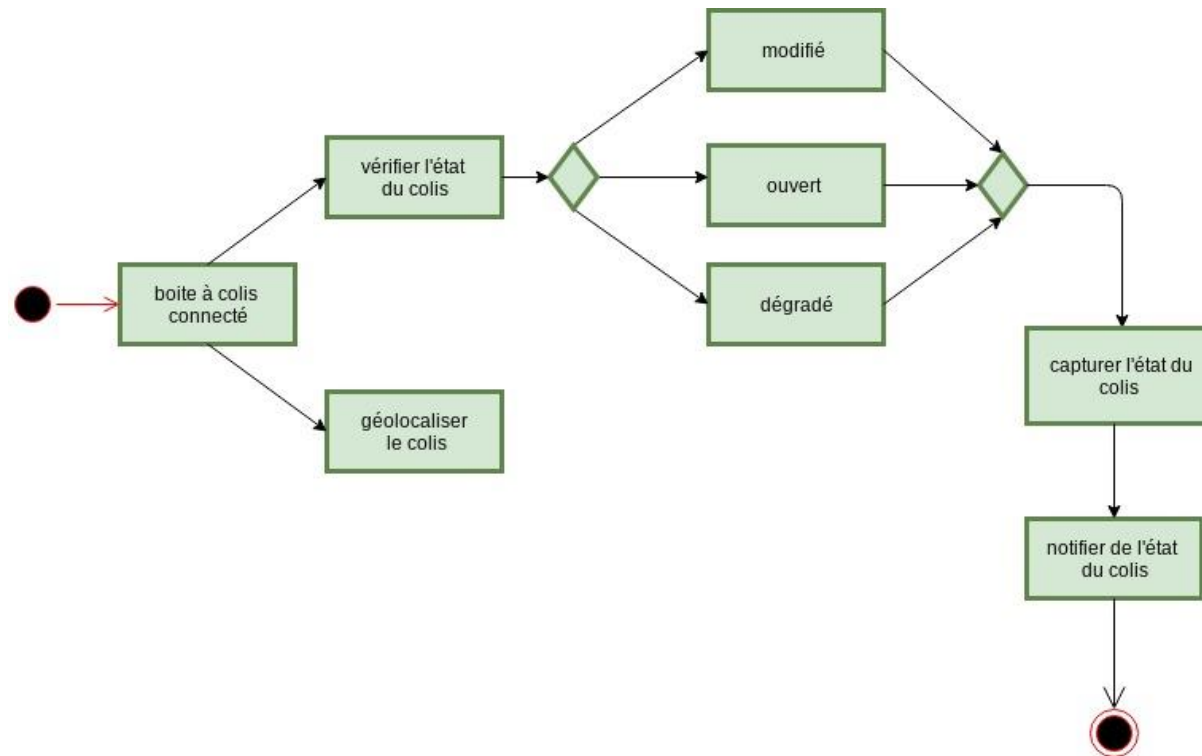 modifié
vérifier l'état
du colis
ouvert
boite à colis
connecté
dégradé
capturer l'état du
colis
géolocaliser
le colis
notifier de l'état
du colis